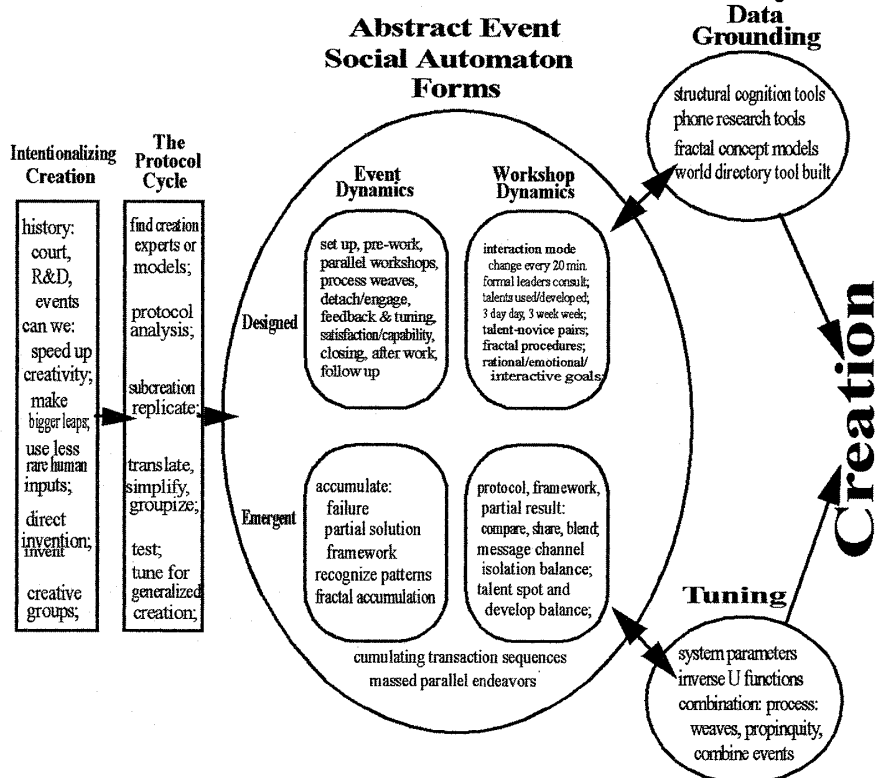 Abstract Event
Social Automaton
Forms
Data
Grounding
structural cognition tools
phone research tools
fractal concept models
world directory tool built
Intentionalizing
Creation
history:
court,
R&D,
events
can we:
speed up
creativity;
make
bigger leaps;
use less
rare human
inputs;
direct
invention;
invent
creative
groups;
The
Protocol
Cycle
find creation
experts or
models;
protocol
analysis;
subcreation
replicate;
translate,
simplify,
groupize;
test;
tune for
generalized
creation;
Event
Dynamics
Workshop
Dynamics
Designed
set up, pre-work,
parallel workshops,
process weaves,
detach/engage,
feedback & tuning,
satisfaction/capability,
closing, after work,
follow up
interaction mode
change every 20 min.
formal leaders consult;
talents used/developed;
3 day day, 3 week week;
talent-novice pairs;
fractal procedures;
rational/emotional/
interactive goals;
Emergent
accumulate:
failure
partial solution
framework
recognize patterns
fractal accumulation
protocol, framework,
partial result:
compare, share, blend;
message channel
isolation balance;
talent spot and
develop balance;
cumulating transaction sequences
massed parallel endeavors
Creation
Tuning
system parameters
inverse U functions
combination: process:
weaves, propinquity,
combine events